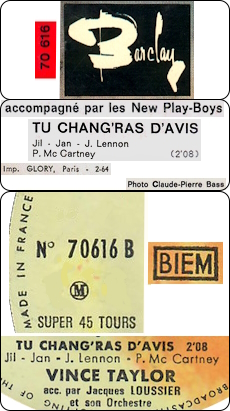 70 616
Barclay
accompagné par les New Play-Boys
TU CHANG'RAS D'AVIS
Jil - Jan - J. Lennon
P. Mc Cartney (2'08)
Imp. GLORY, Paris - 2-64
Photo Claude-Pierre Bass
MADE IN FRANCE
N° 70616 B
M
SUPER 45 TOURS
BIEM
TU CHANG'RAS D'AVIS 2'08
Jil - Jan - J. Lennon - P. Mc Cartney
VINCE TAYLOR
acc. par Jacques LOUSSIER
et son Orchestre
BROADCASTING OF THE